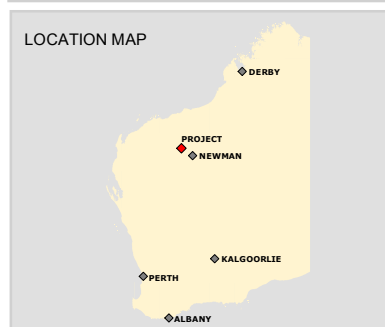 LOCATION MAP
DERBY
PROJECT
NEWMAN
KALGOORLIE
PERTH
ALBANY